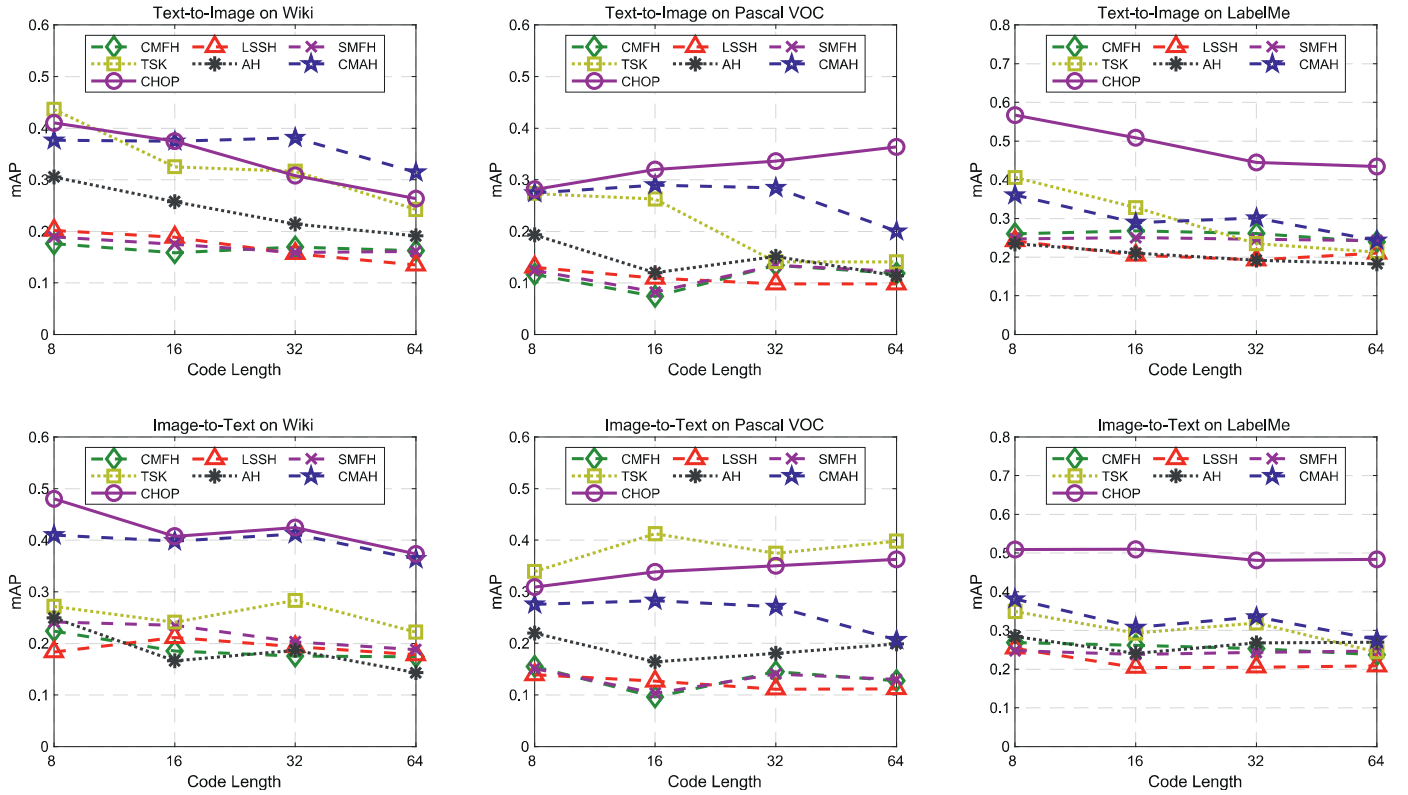 Text-to-Image on Wiki
0.6
0.5
0.4
0.3
0.2
0.1
0
mAP
CMFH LSSH SMFH
TSK AH CMAH
CHOP
8 16 32 64
Code Length
Text-to-Image on Pascal VOC
0.6
0.5
0.4
0.3
0.2
0.1
0
mAP
CMFH LSSH SMFH
TSK AH CMAH
CHOP
8 16 32 64
Code Length
Text-to-Image on LabelMe
0.8
0.7
0.6
0.5
0.4
0.3
0.2
0.1
0
mAP
CMFH LSSH SMFH
TSK AH CMAH
CHOP
8 16 32 64
Code Length
Image-to-Text on Wiki
0.6
0.5
0.4
0.3
0.2
0.1
0
mAP
CMFH LSSH SMFH
TSK AH CMAH
CHOP
8 16 32 64
Code Length
Image-to-Text on Pascal VOC
0.6
0.5
0.4
0.3
0.2
0.1
0
mAP
CMFH LSSH SMFH
TSK AH CMAH
CHOP
8 16 32 64
Code Length
Image-to-Text on LabelMe
0.8
0.7
0.6
0.5
0.4
0.3
0.2
0.1
0
mAP
CMFH LSSH SMFH
TSK AH CMAH
CHOP
8 16 32 64
Code Length